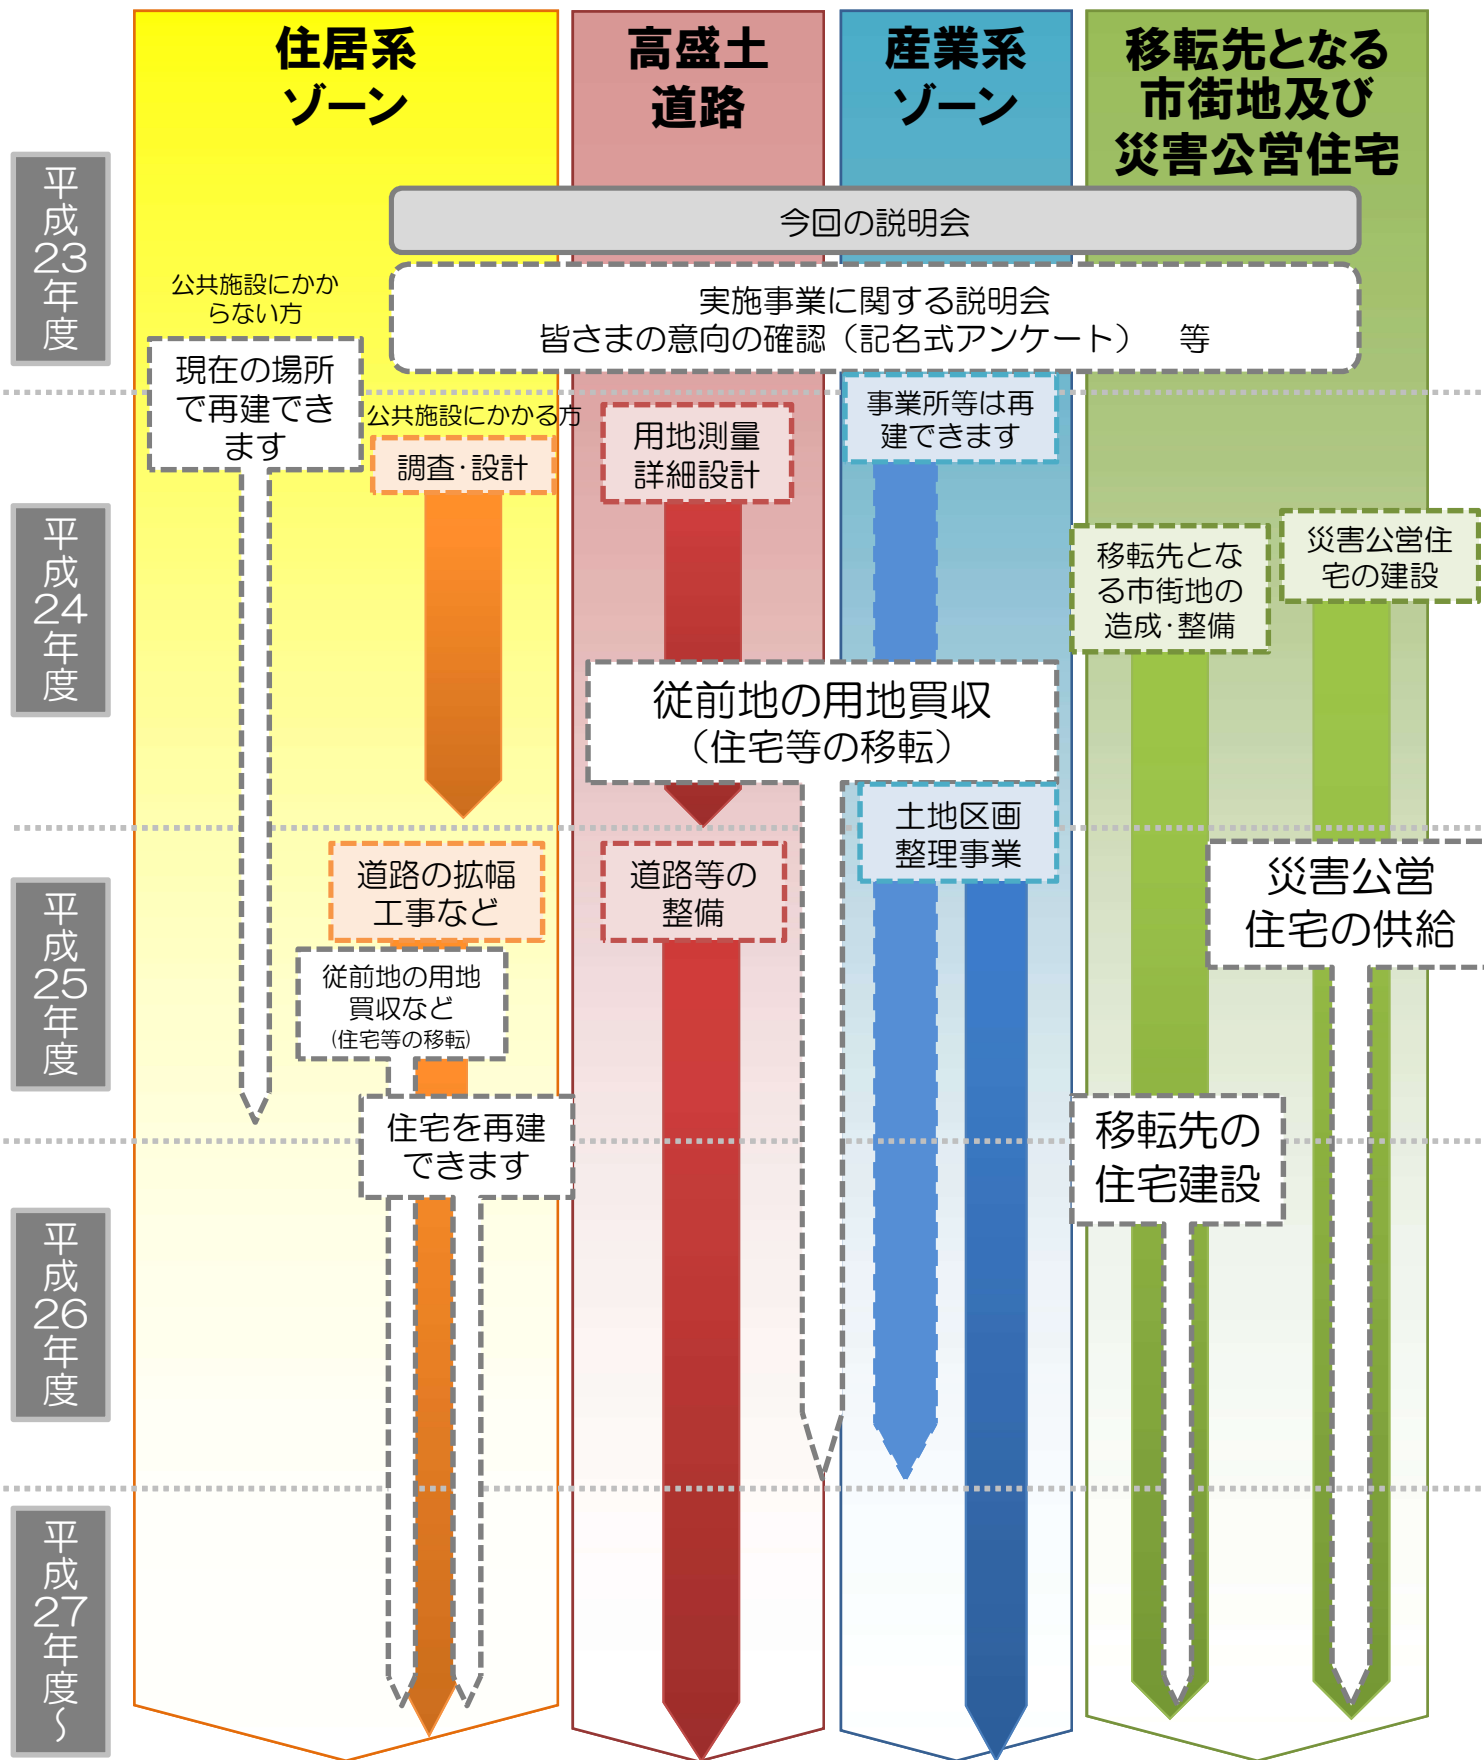 住居系
ゾーン
高盛土
道路
産業系
ゾーン
移転先となる
市街地及び
災害公営住宅
平成23年度
今回の説明会
公共施設にかか
らない方
実施事業に関する説明会
皆さまの意向の確認（記名式アンケート）　等
現在の場所
で再建でき
ます
公共施設にかかる方
調査・設計
用地測量
詳細設計
事業所等は再
建できます
平成24年度
移転先とな
る市街地の
造成・整備
災害公営住
宅の建設
従前地の用地買収
（住宅等の移転）
土地区画
整理事業
平成25年度
道路の拡幅
工事など
道路等の
整備
災害公営
住宅の供給
従前地の用地
買収など
(住宅等の移転)
住宅を再建
できます
移転先の
住宅建設
平成26年度
平成27年度～